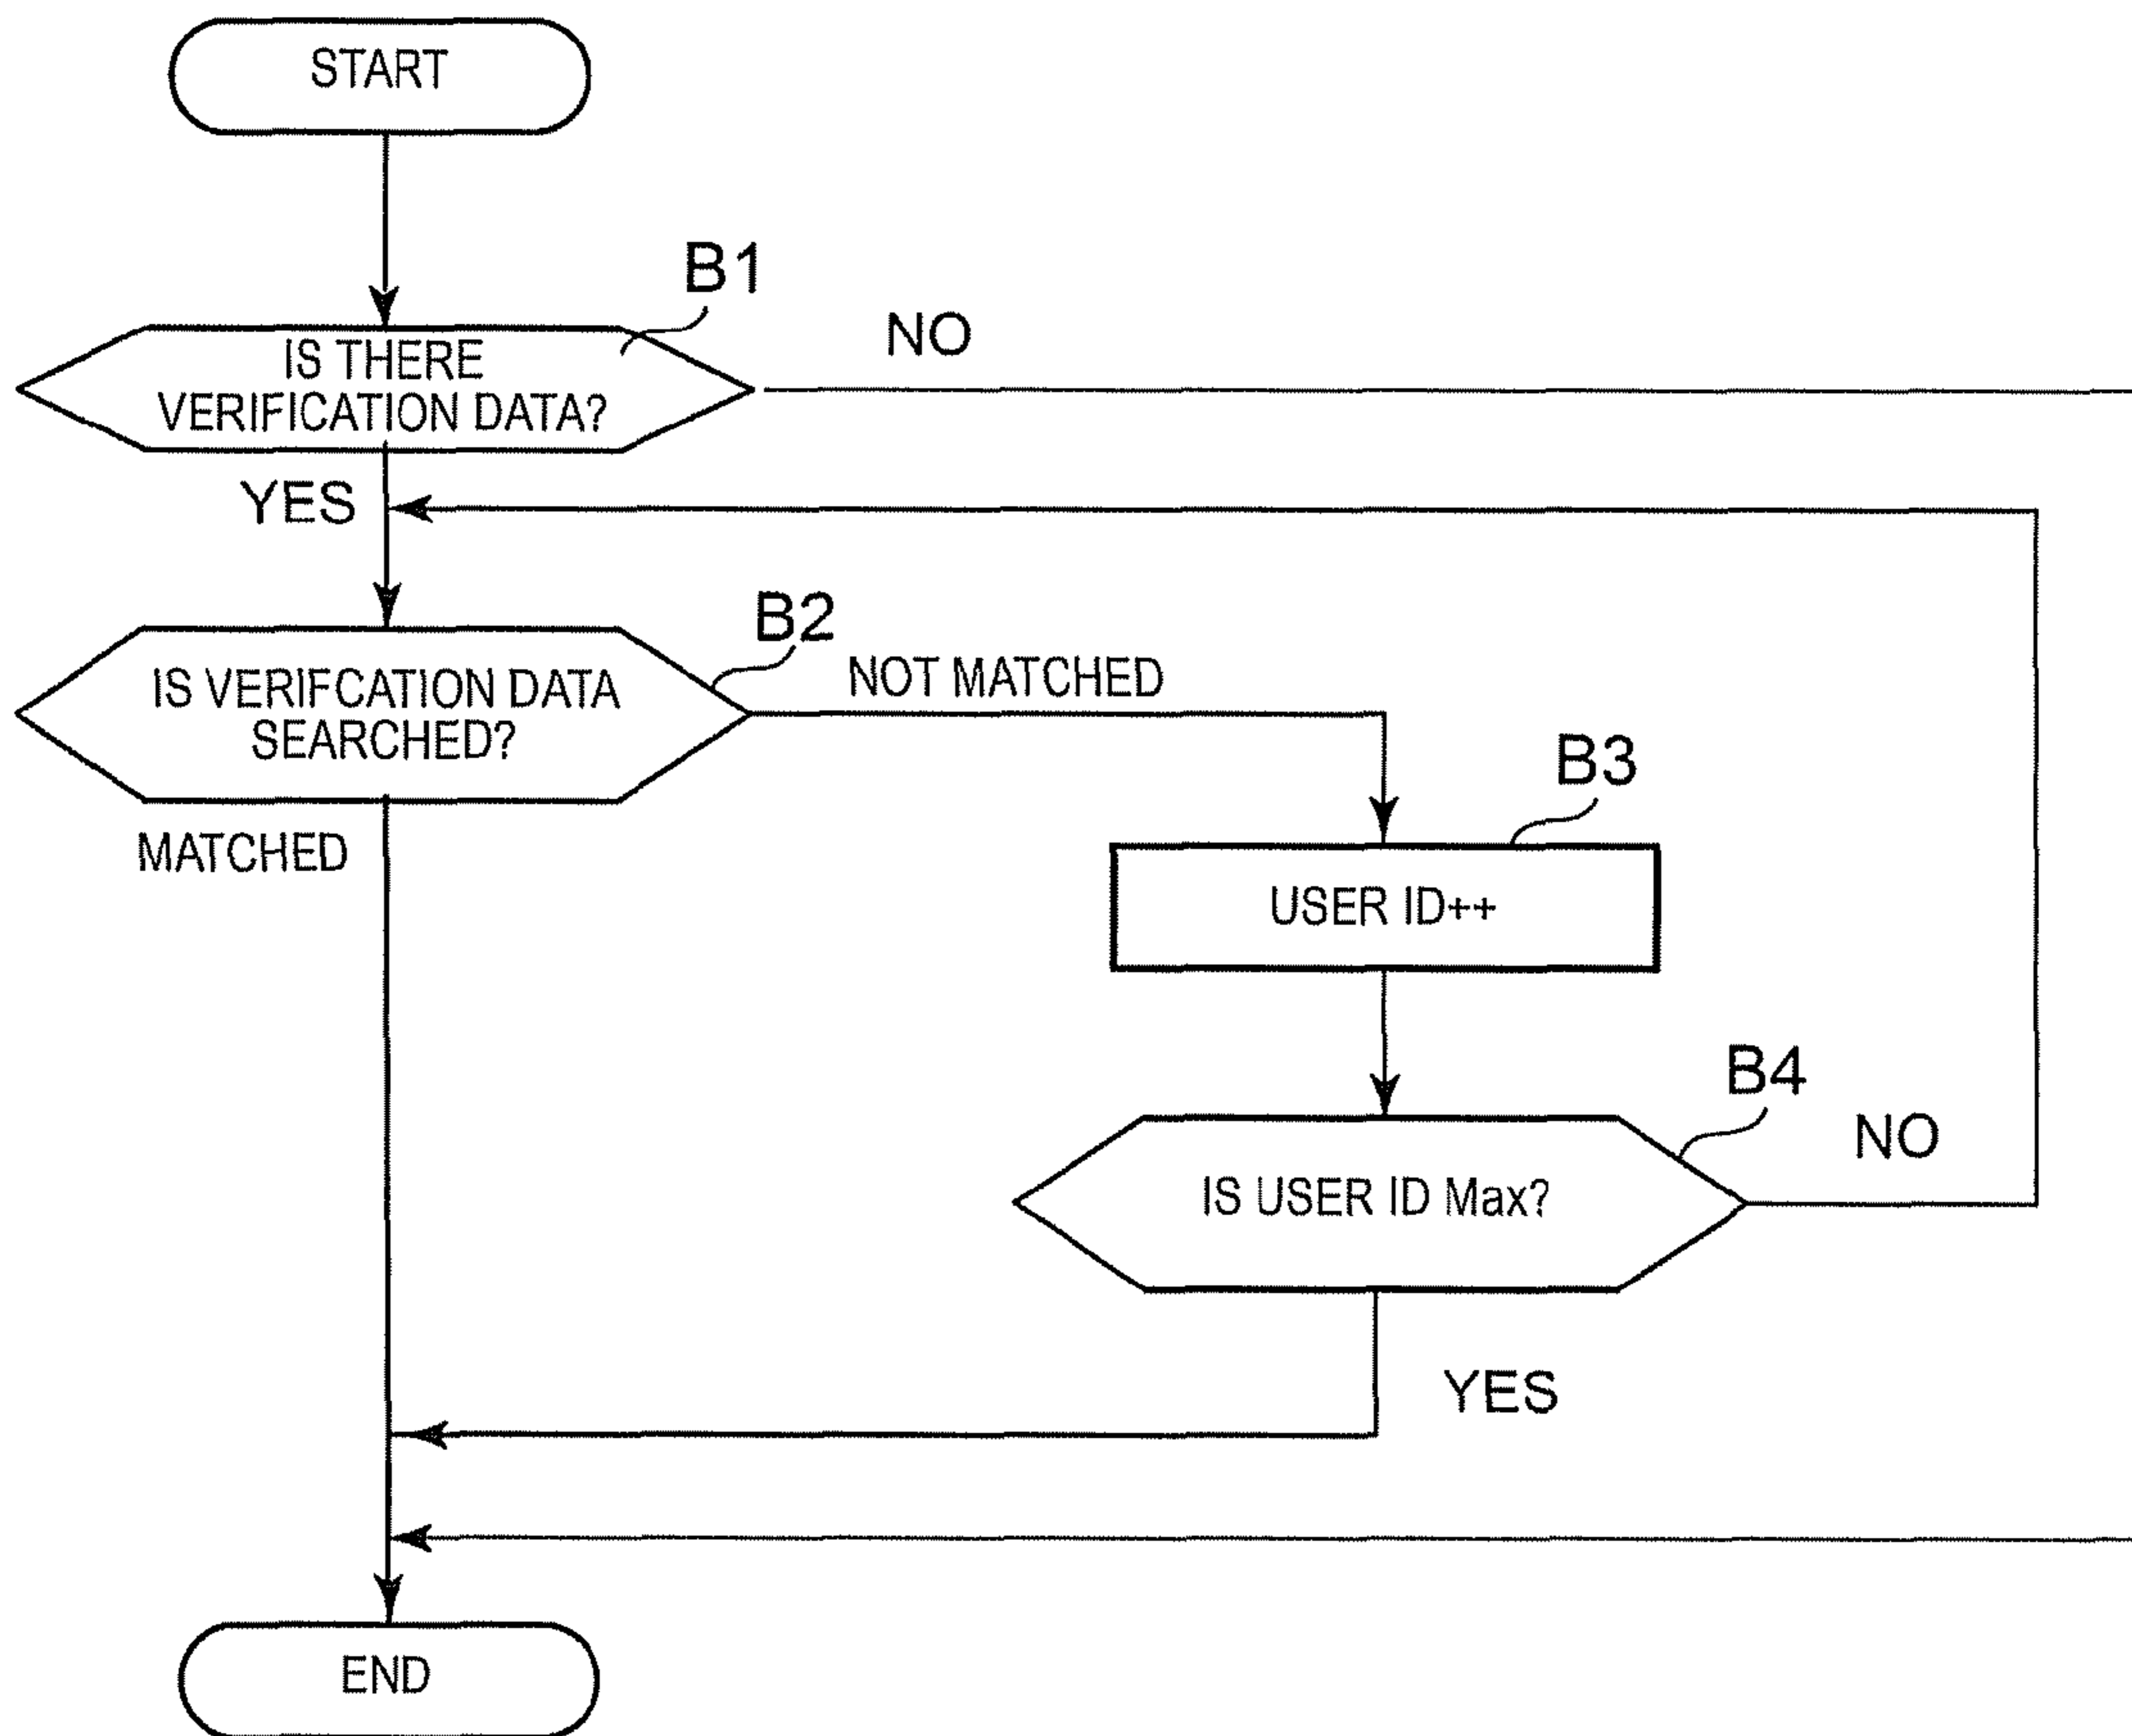 START
B1
NO
IS THERE
VERIFICATION DATA?
YES
B2
NOT MATCHED
IS VERIFCATION DATA
SEARCHED?
B3
MATCHED
USER ID++
B4
NO
IS USER ID Max?
YES
END